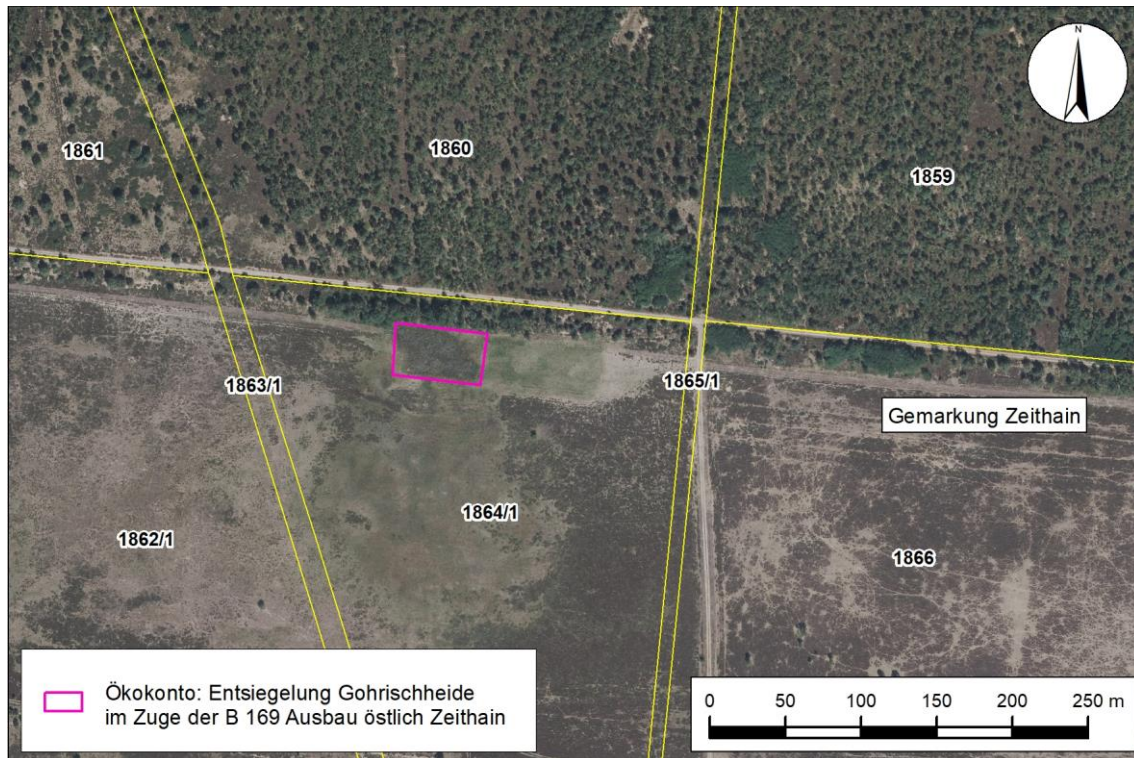 N
1861
1860
1859
1863/1
1865/1
Gemarkung Zeithain
1864/1
1862/1
1866
Ökokonto: Entsiegelung Gohrischheide
im Zuge der B 169 Ausbau östlich Zeithain
0 50 100 150 200 250 m